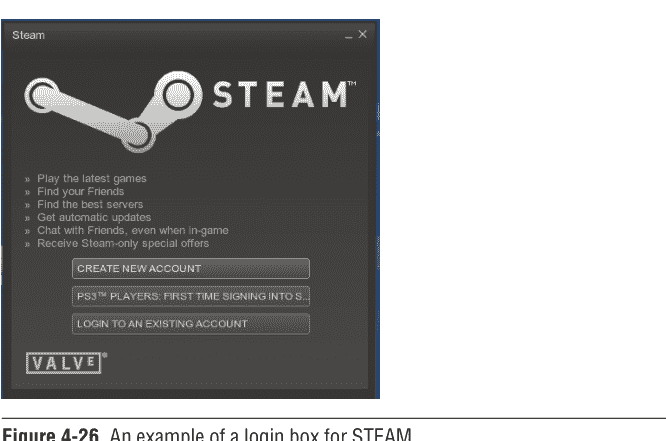 Steam
STEAM™
» Play the latest games
» Find your Friends
» Find the best servers
» Get automatic updates
» Chat with Friends, even when in-game
» Receive Steam-only special offers
CREATE NEW ACCOUNT
PS3™ PLAYERS: FIRST TIME SIGNING INTO S...
LOGIN TO AN EXISTING ACCOUNT
VALVE®
Figure 4-26 An example of a login box for STEAM